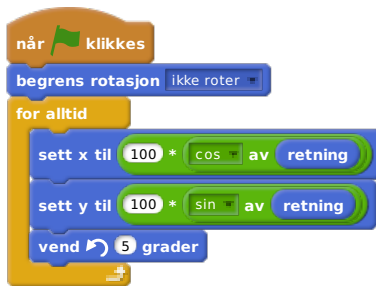 når klikkes
begrens rotasjon ikke roter
for alltid
sett x til 100 * cos av retning
sett y til 100 * sin av retning
vend 5 grader